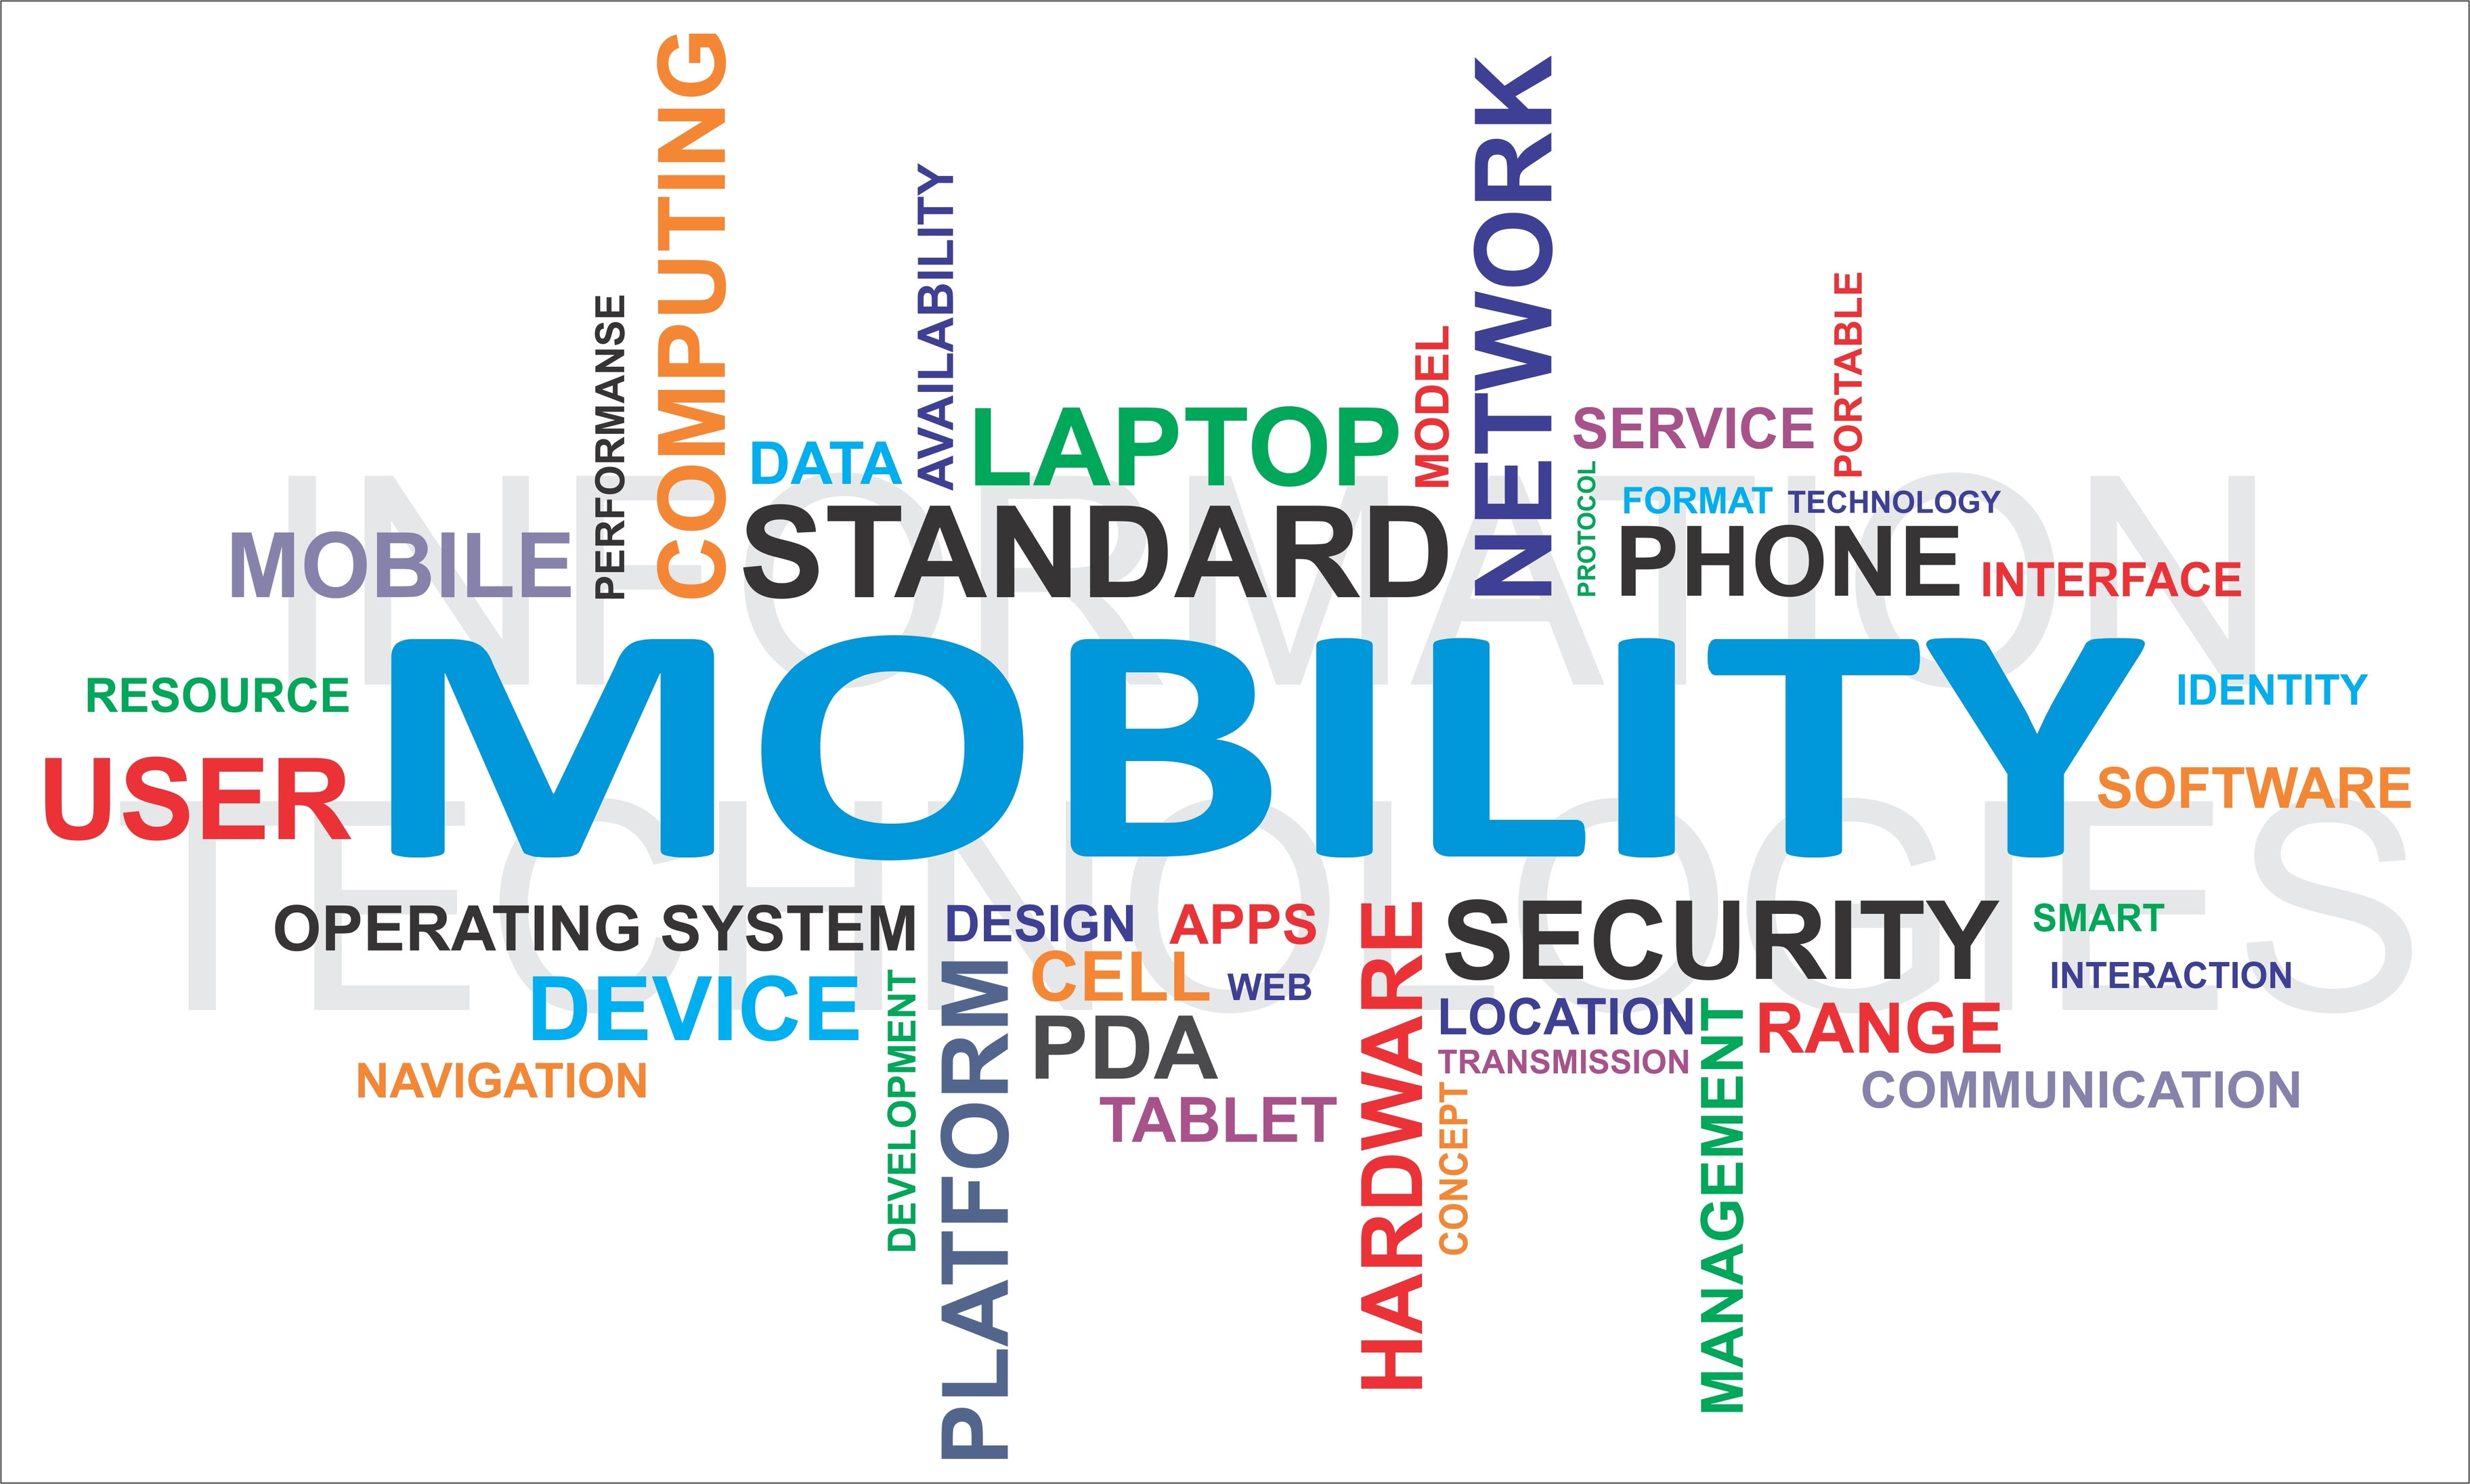 COMPUTING
NETWORK
AVAILABILITY
PORTABLE
PERFORMANSE
MODEL
LAPTOP
SERVICE
DATA
PROTOCOL
FORMAT
TECHNOLOGY
INFORMATION
STANDARD
PHONE
MOBILE
INTERFACE
MOBILITY
RESOURCE
IDENTITY
USER
SOFTWARE
TECHNOLOGIES
OPERATING SYSTEM
DESIGN
APPS
HARDWARE
SECURITY
SMART
CELL
WEB
INTERACTION
DEVICE
DEVELOPMENT
PLATFORM
PDA
LOCATION
MANAGEMENT
RANGE
TRANSMISSION
NAVIGATION
COMMUNICATION
TABLET
CONCEPT